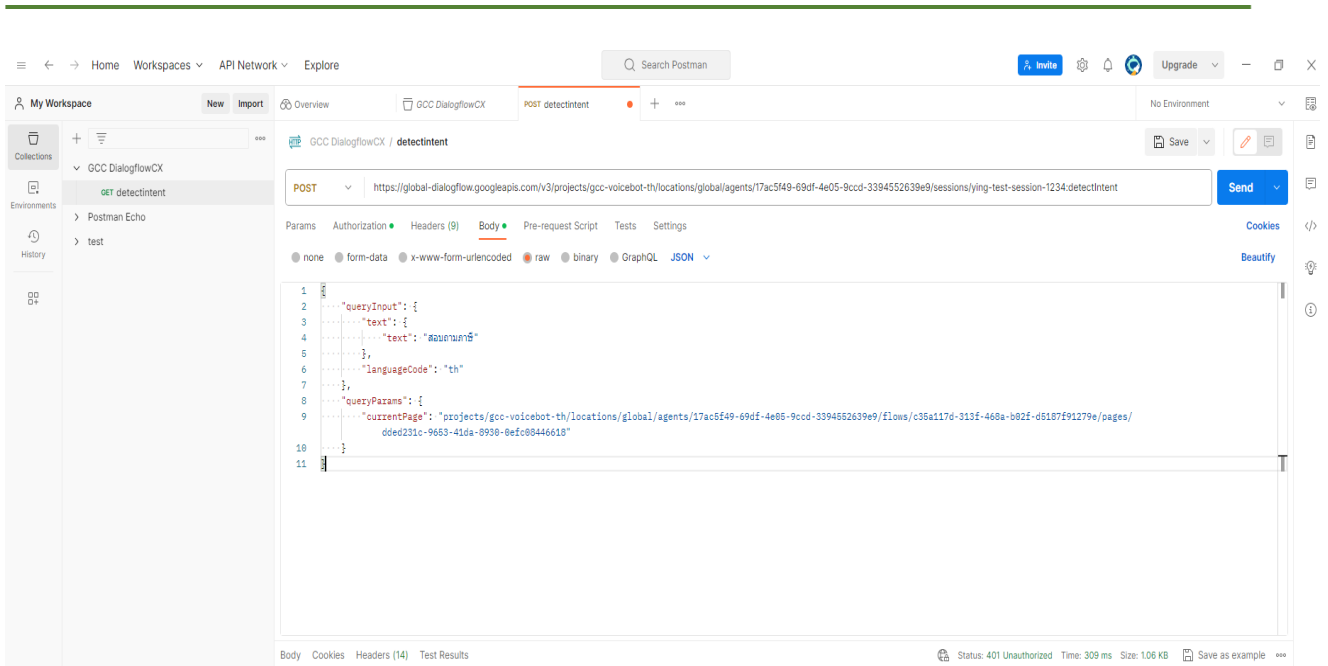 Home Workspaces API Network Explore Search Postman Invite Upgrade
My Workspace New Import Overview GCC DialogflowCX POST detectintent No Environment
Collections
Environments
History
GCC DialogflowCX
GET detectintent
Postman Echo
test
HTTP GCC DialogflowCX / detectintent Save
POST https://global-dialogflow.googleapis.com/v3/projects/gcc-voicebot-th/locations/global/agents/17ac5f49-69df-4e05-9ccd-3394552639e9/sessions/ying-test-session-1234:detectIntent Send
Params Authorization Headers (9) Body Pre-request Script Tests Settings Cookies
none form-data x-www-form-urlencoded raw binary GraphQL JSON Beautify
1 {
2 "queryInput": {
3 "text": {
4 "text": "สอบถามภาษี"
5 },
6 "languageCode": "th"
7 },
8 "queryParams": {
9 "currentPage": "projects/gcc-voicebot-th/locations/global/agents/17ac5f49-69df-4e05-9ccd-3394552639e9/flows/c35a117d-313f-468a-b02f-d5187f91279e/pages/
dded231c-9653-41da-8930-0efc08446618"
10 }
11 }
Body Cookies Headers (14) Test Results Status: 401 Unauthorized Time: 309 ms Size: 1.06 KB Save as example